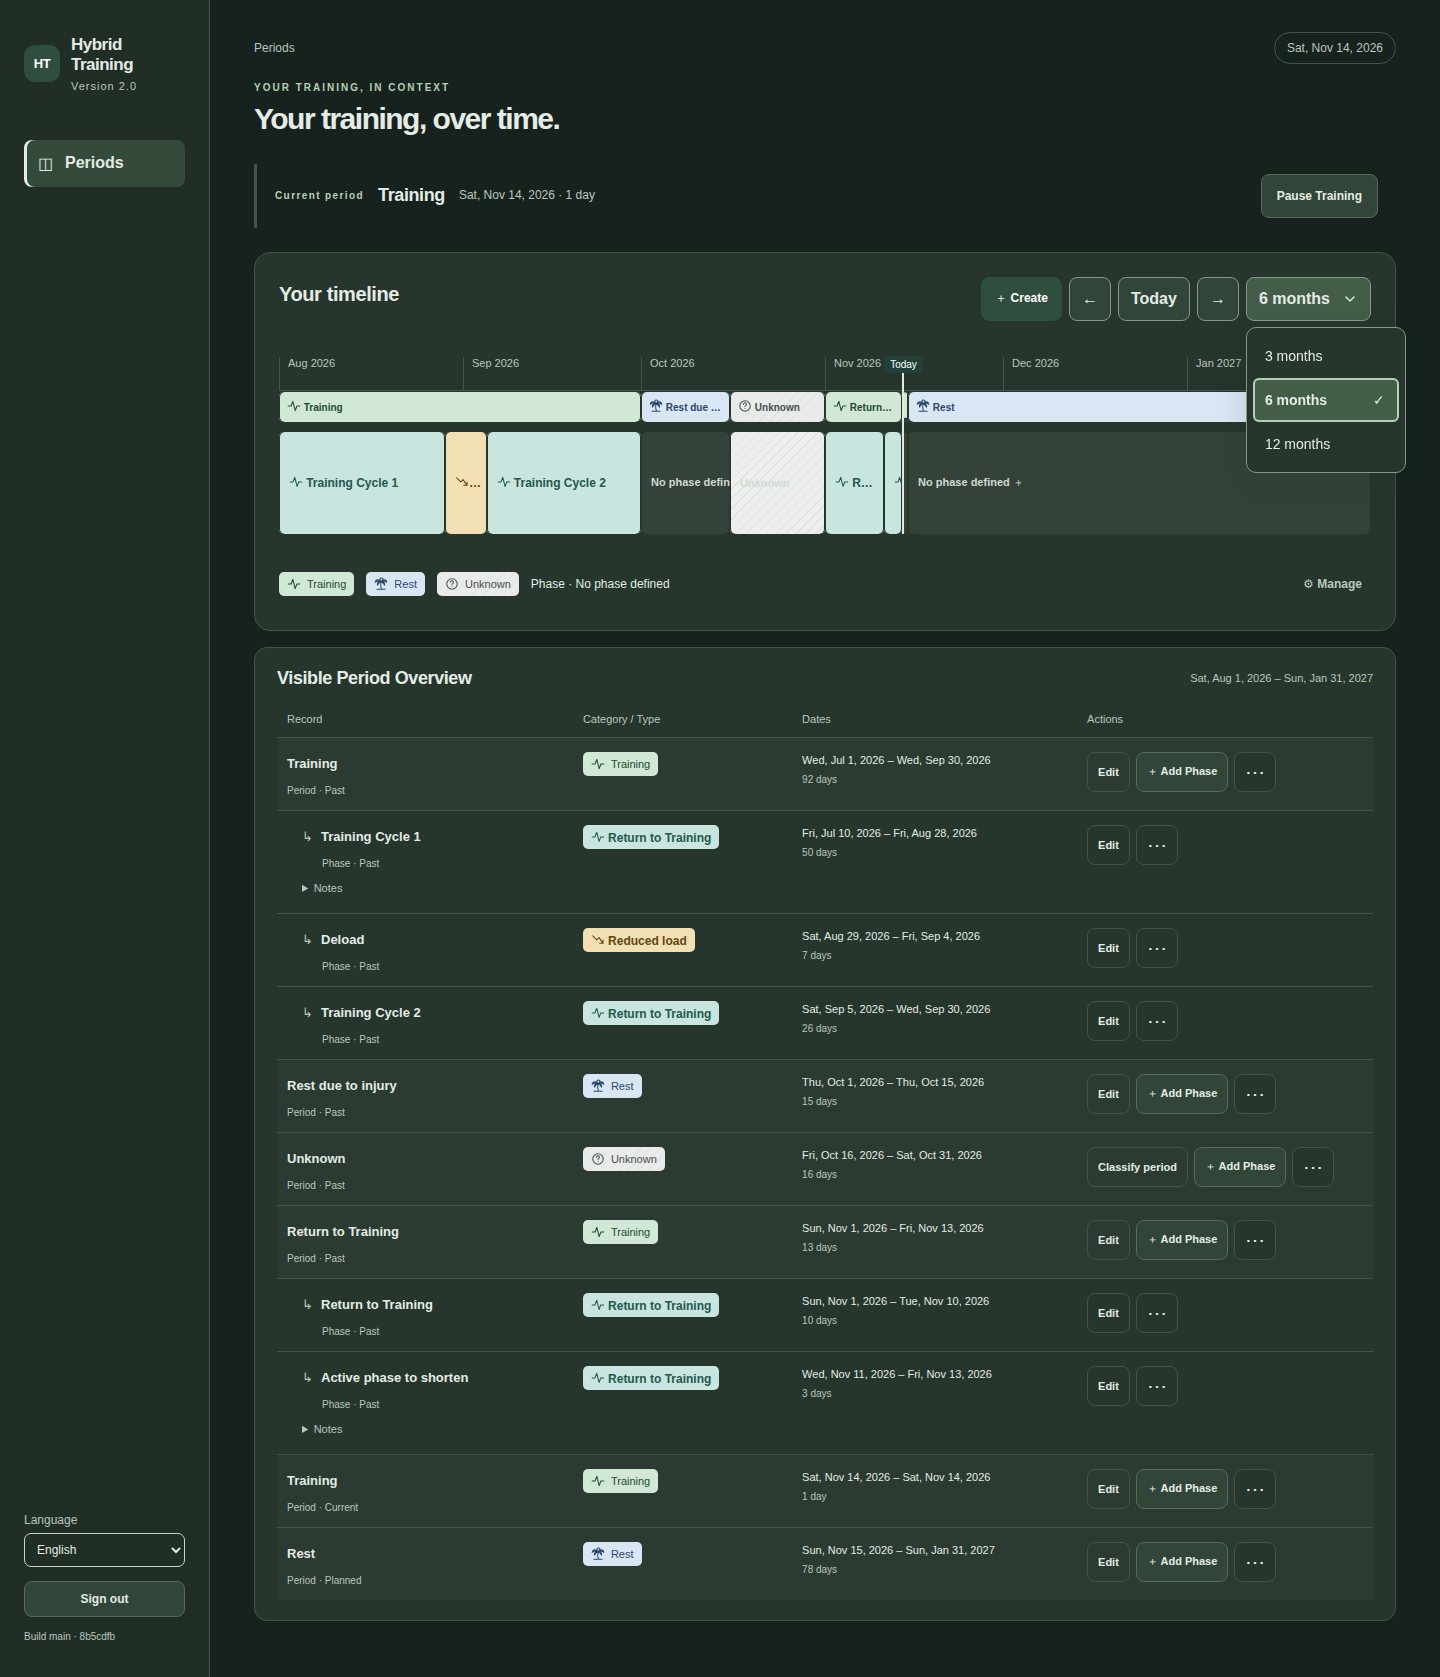 HT
Hybrid
Training
Version 2.0
Periods
Language
English
Sign out
Build main · 8b5cdfb
Periods
Sat, Nov 14, 2026
YOUR TRAINING, IN CONTEXT
Your training, over time.
Current period Training Sat, Nov 14, 2026 · 1 day
Pause Training
Your timeline
+ Create
←
Today
→
6 months
3 months
6 months ✓
12 months
Aug 2026 Sep 2026 Oct 2026 Nov 2026 Today Dec 2026 Jan 2027
Training Rest due ... Unknown Return... Rest
Training Cycle 1 ... Training Cycle 2 No phase defin Unknown R... No phase defined +
Training Rest Unknown Phase · No phase defined
⚙ Manage
Visible Period Overview
Sat, Aug 1, 2026 – Sun, Jan 31, 2027
Record Category / Type Dates Actions
Training Training Wed, Jul 1, 2026 – Wed, Sep 30, 2026 Edit + Add Phase ···
Period · Past 92 days
↳ Training Cycle 1 Return to Training Fri, Jul 10, 2026 – Fri, Aug 28, 2026 Edit ···
Phase · Past 50 days
▶ Notes
↳ Deload Reduced load Sat, Aug 29, 2026 – Fri, Sep 4, 2026 Edit ···
Phase · Past 7 days
↳ Training Cycle 2 Return to Training Sat, Sep 5, 2026 – Wed, Sep 30, 2026 Edit ···
Phase · Past 26 days
Rest due to injury Rest Thu, Oct 1, 2026 – Thu, Oct 15, 2026 Edit + Add Phase ···
Period · Past 15 days
Unknown Unknown Fri, Oct 16, 2026 – Sat, Oct 31, 2026 Classify period + Add Phase ···
Period · Past 16 days
Return to Training Training Sun, Nov 1, 2026 – Fri, Nov 13, 2026 Edit + Add Phase ···
Period · Past 13 days
↳ Return to Training Return to Training Sun, Nov 1, 2026 – Tue, Nov 10, 2026 Edit ···
Phase · Past 10 days
↳ Active phase to shorten Return to Training Wed, Nov 11, 2026 – Fri, Nov 13, 2026 Edit ···
Phase · Past 3 days
▶ Notes
Training Training Sat, Nov 14, 2026 – Sat, Nov 14, 2026 Edit + Add Phase ···
Period · Current 1 day
Rest Rest Sun, Nov 15, 2026 – Sun, Jan 31, 2027 Edit + Add Phase ···
Period · Planned 78 days